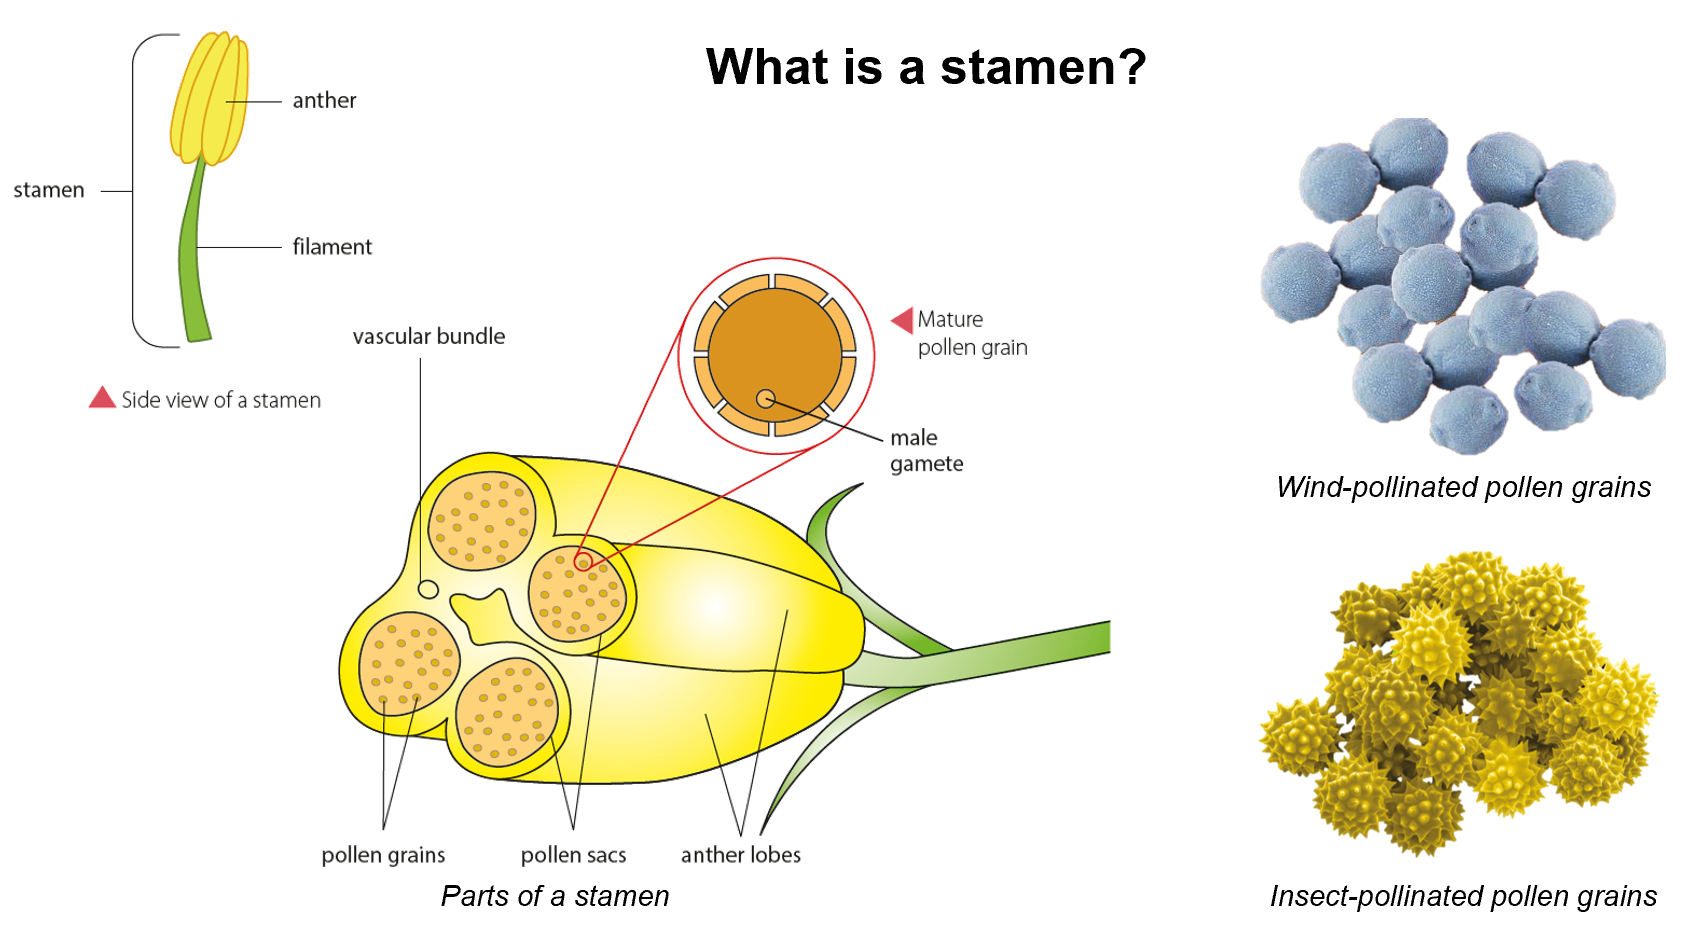 What is a stamen?
anther
stamen
filament
Side view of a stamen
vascular bundle
Mature
pollen grain
male
gamete
pollen grains
pollen sacs
anther lobes
Parts of a stamen
Wind-pollinated pollen grains
Insect-pollinated pollen grains